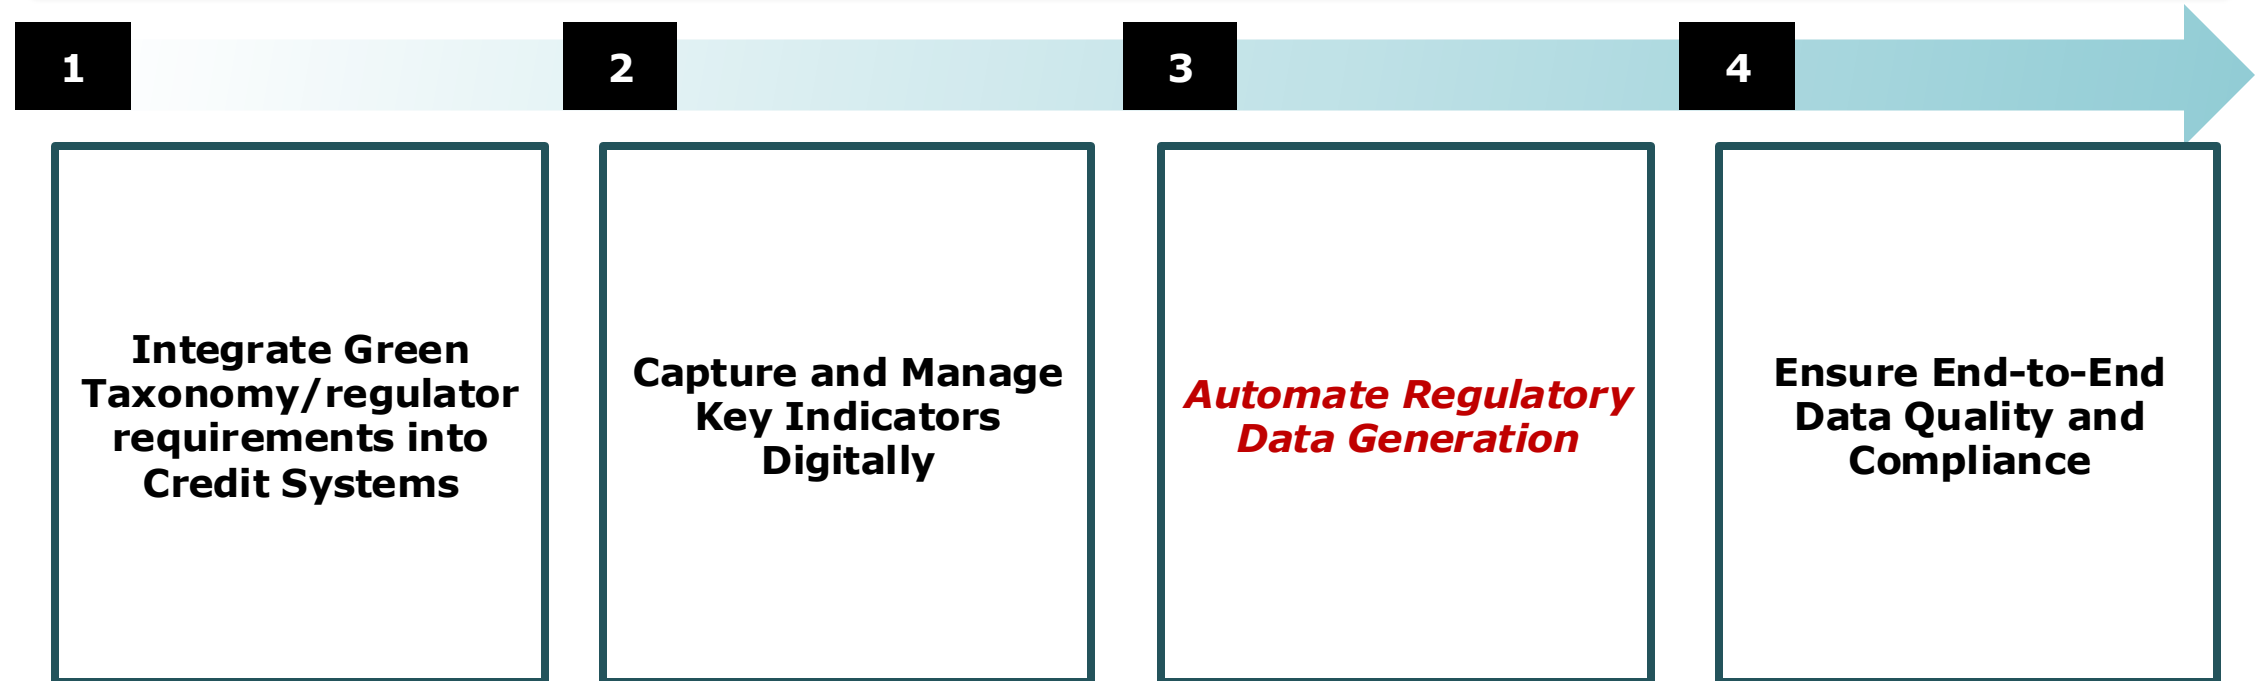 1
2
3
4
Integrate Green
Taxonomy/regulator
requirements into
Credit Systems
Capture and Manage
Key Indicators
Digitally
Automate Regulatory
Data Generation
Ensure End-to-End
Data Quality and
Compliance